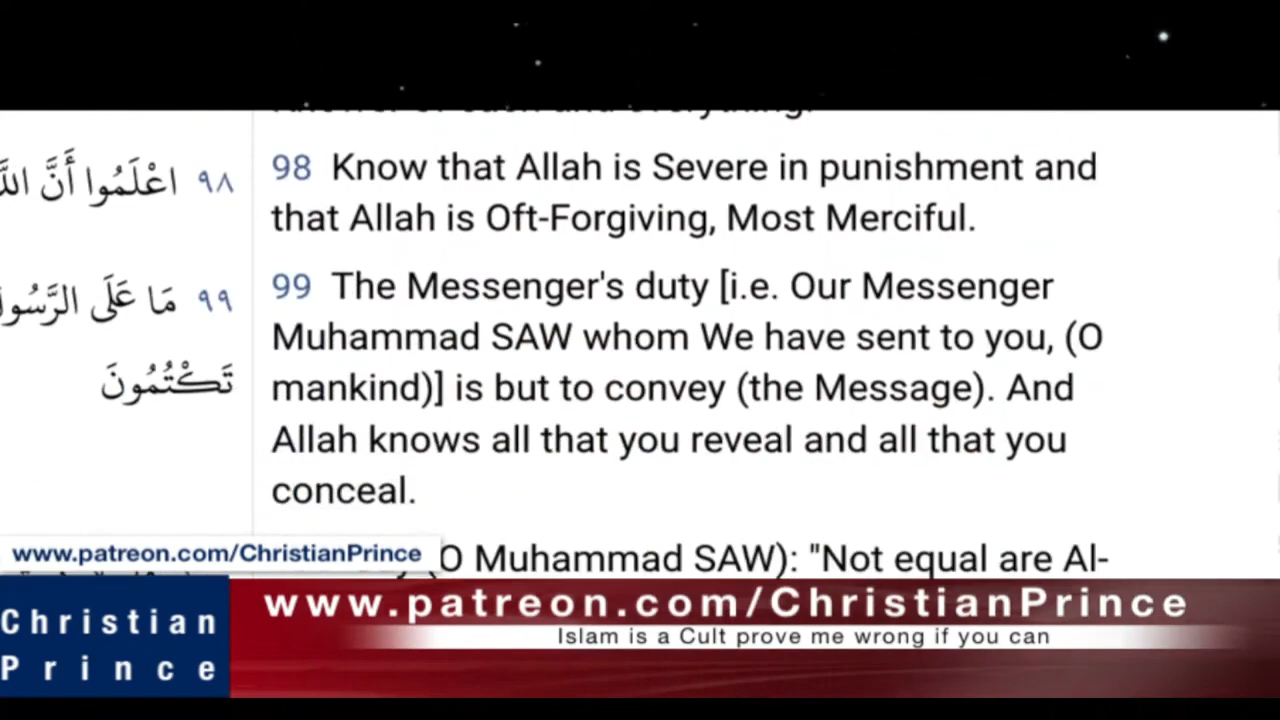 98 Know that Allah is Severe in punishment and
that Allah is Oft-Forgiving, Most Merciful.
٩٨ اعْلَمُوا أَنَّ
99 The Messenger's duty [i.e. Our Messenger
Muhammad SAW whom We have sent to you, (O
mankind)] is but to convey (the Message). And
Allah knows all that you reveal and all that you
conceal.
٩٩ مَا عَلَى
تَكْتُمُونَ
(O Muhammad SAW): "Not equal are Al-
www.patreon.com/ChristianPrince
Christian
Prince
www.patreon.com/ChristianPrince
Islam is a Cult prove me wrong if you can